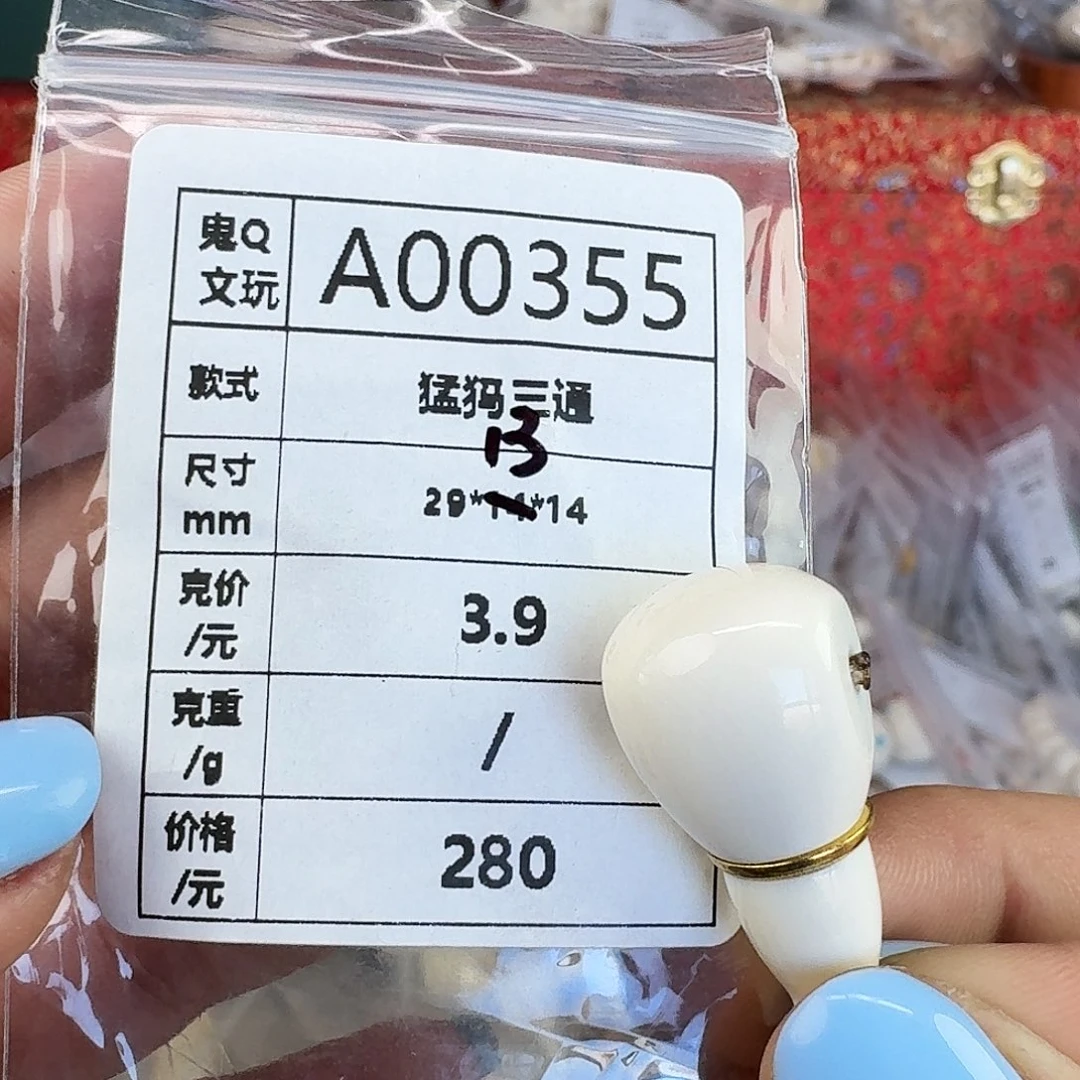 鬼Q
文玩
A00355
款式
猛犸三通
13
尺寸
mm
29*14*14
克价
/元
3.9
克重
/g
/
价格
/元
280